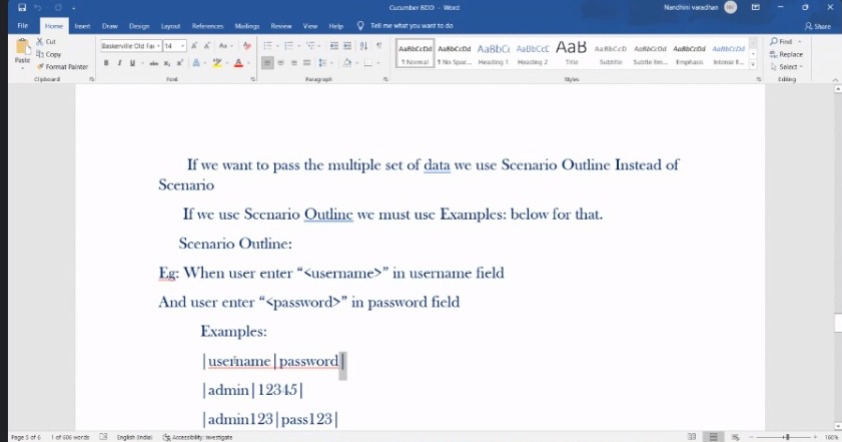 Cucumber BDD - Word
Nandhini varadhan
File Home Insert Draw Design Layout References Mailings Review View Help Tell me what you want to do Share
Cut
Copy
Format Painter
Paste
Clipboard
Baskerville Old Fac 14
Font
Paragraph
AaBbCcDd AaBbCcDd AaBbCc AaBbCcC AaB AaBbCcD AaBbCcDd AaBbCcDd AaBbCcDd
¶ Normal ¶ No Spac... Heading 1 Heading 2 Title Subtitle Subtle Em... Emphasis Intense E...
Styles
Find
Replace
Select
Editing
If we want to pass the multiple set of data we use Scenario Outline Instead of
Scenario
If we use Scenario Outline we must use Examples: below for that.
Scenario Outline:
Eg: When user enter “<username>” in username field
And user enter “<password>” in password field
Examples:
|username|password|
|admin|12345|
|admin123|pass123|
Page 5 of 6 1 of 606 words English (India) Accessibility: Investigate 160%